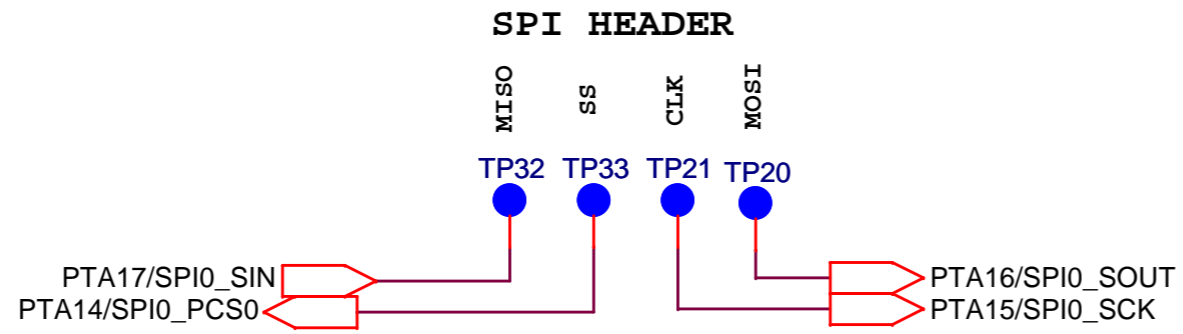 SPI HEADER
MISO
SS
CLK
MOSI
TP32 TP33 TP21 TP20
PTA17/SPI0_SIN PTA16/SPI0_SOUT
PTA14/SPI0_PCS0 PTA15/SPI0_SCK